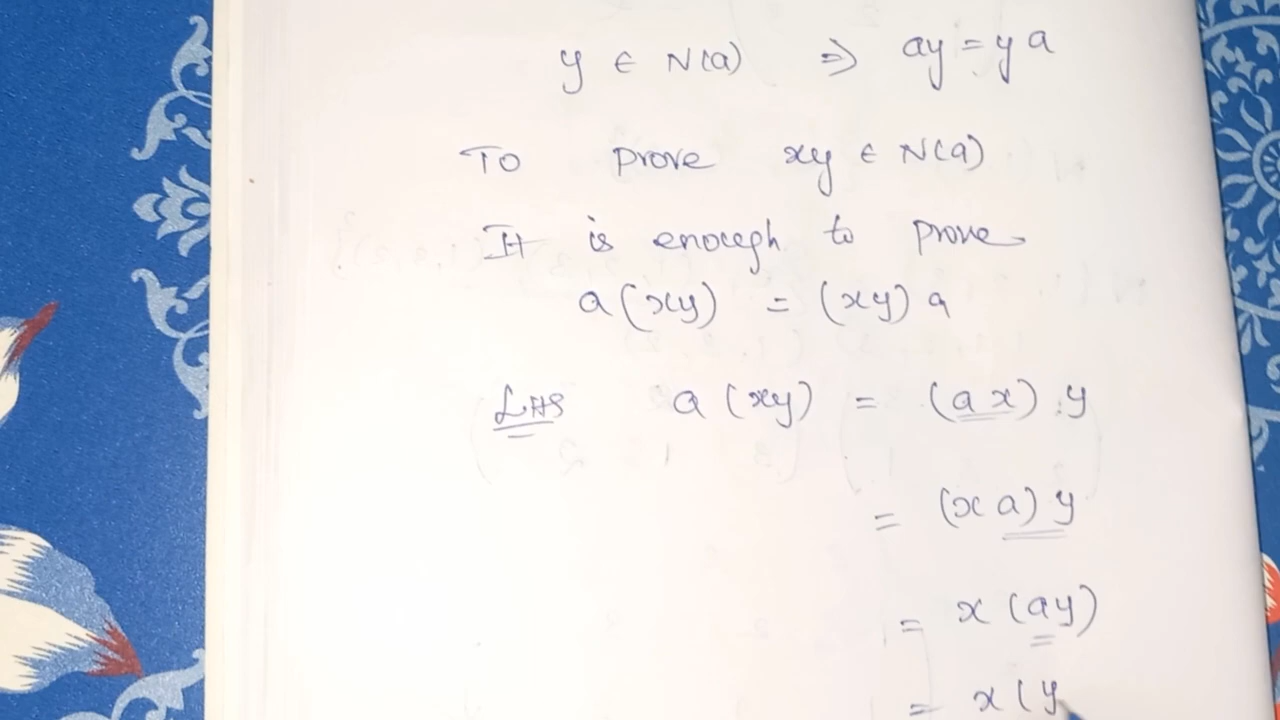 y ∈ N(a) ⇒ ay = ya
To prove xy ∈ N(a)
It is enough to prove
a(xy) = (xy)a
LHS a(xy) = (ax)y
= (xa)y
= x(ay)
= x(y